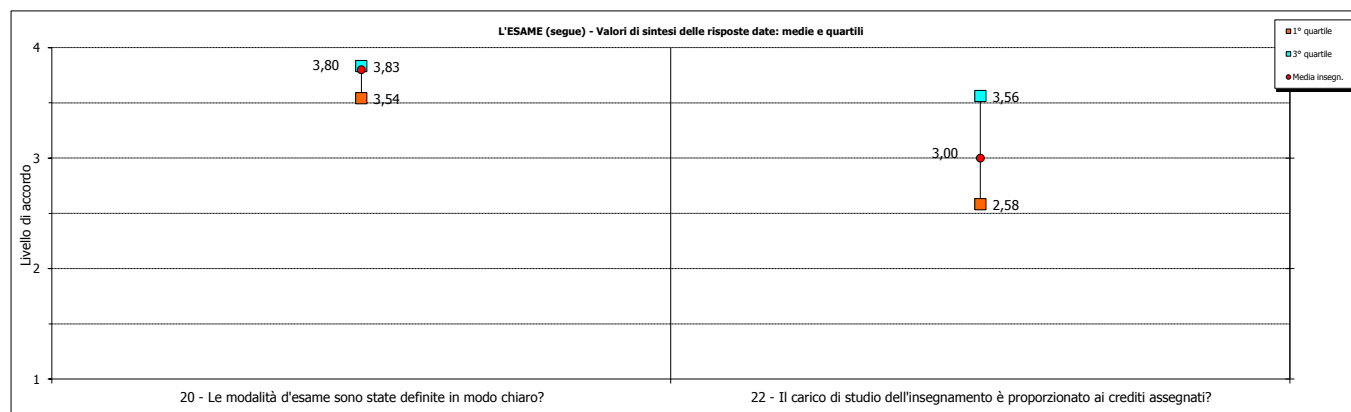 L'ESAME (segue) - Valori di sintesi delle risposte date: medie e quartili
1° quartile
3° quartile
Media insegn.
Livello di accordo
4
3
2
1
3,80
3,83
3,54
3,56
3,00
2,58
20 - Le modalità d'esame sono state definite in modo chiaro?
22 - Il carico di studio dell'insegnamento è proporzionato ai crediti assegnati?